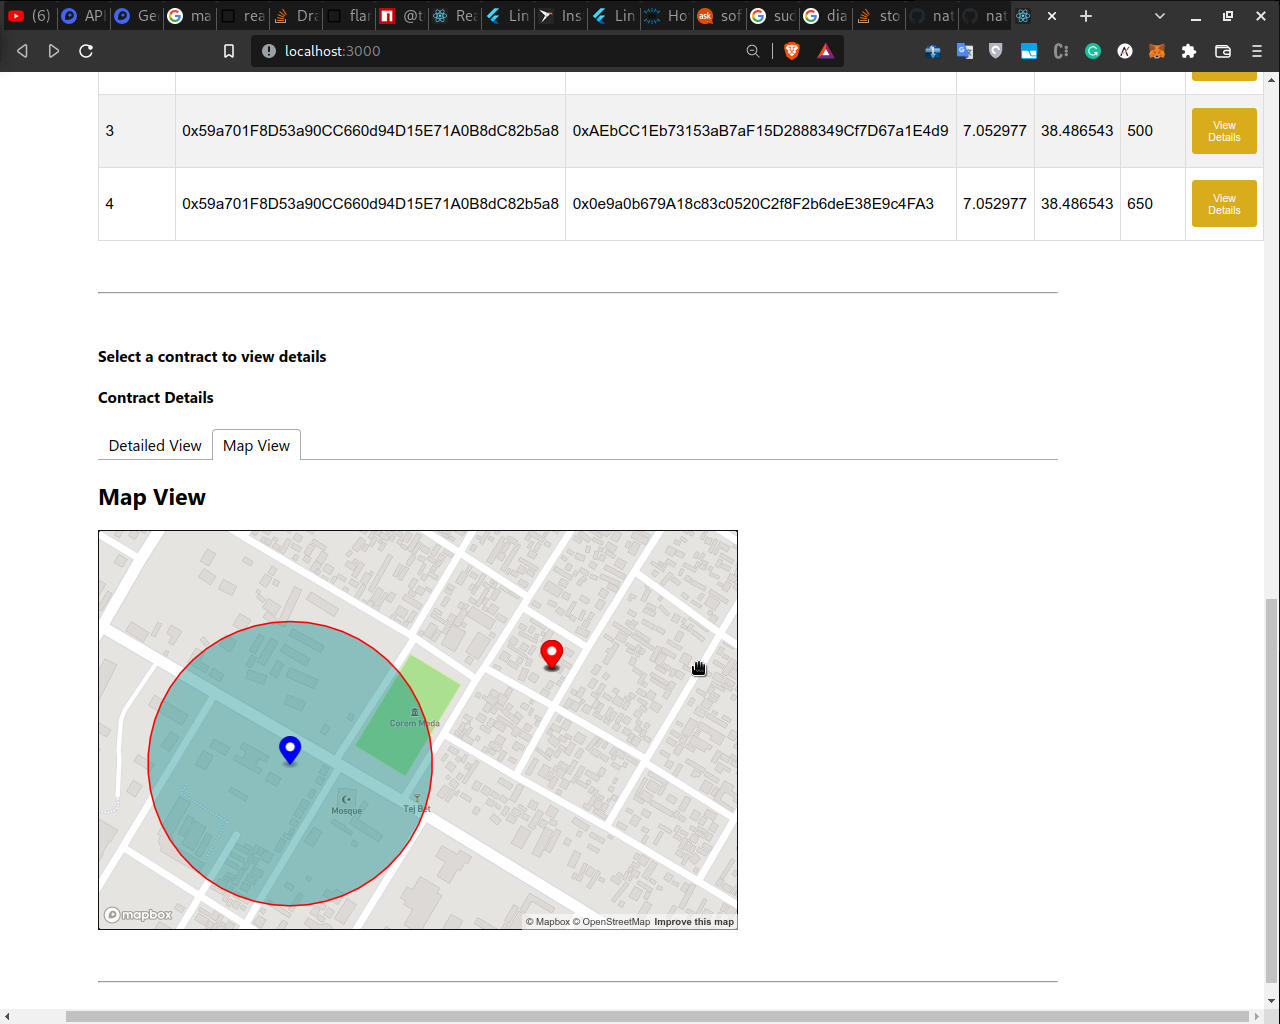 (6) API Ge ma rea Dra flar @t Rea Lin Ins Lin Ho ask sof suc dia sto nat nat
localhost:3000
3 0x59a701F8D53a90CC660d94D15E71A0B8dC82b5a8 0xAEbCC1Eb73153aB7aF15D2888349Cf7D67a1E4d9 7.052977 38.486543 500 View Details
4 0x59a701F8D53a90CC660d94D15E71A0B8dC82b5a8 0x0e9a0b679A18c83c0520C2f8F2b6deE38E9c4FA3 7.052977 38.486543 650 View Details
Select a contract to view details
Contract Details
Detailed View Map View
Map View
Corem Meda
Mosque
Tej Bet
mapbox
© Mapbox © OpenStreetMap Improve this map